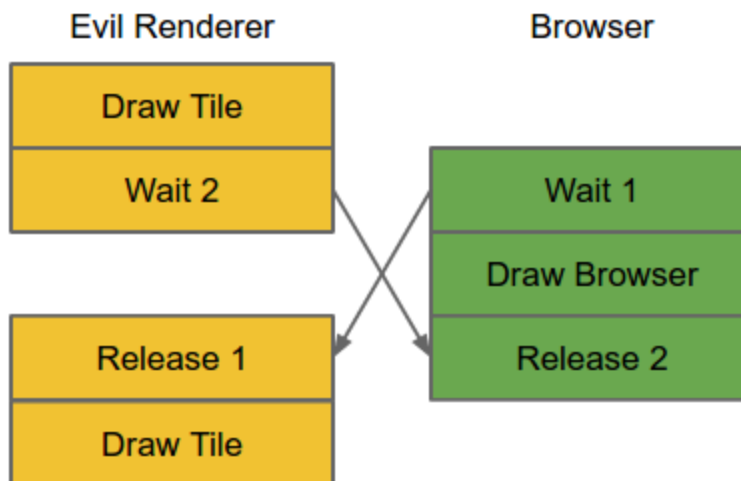 Evil Renderer
Browser
Draw Tile
Wait 2
Wait 1
Draw Browser
Release 1
Release 2
Draw Tile